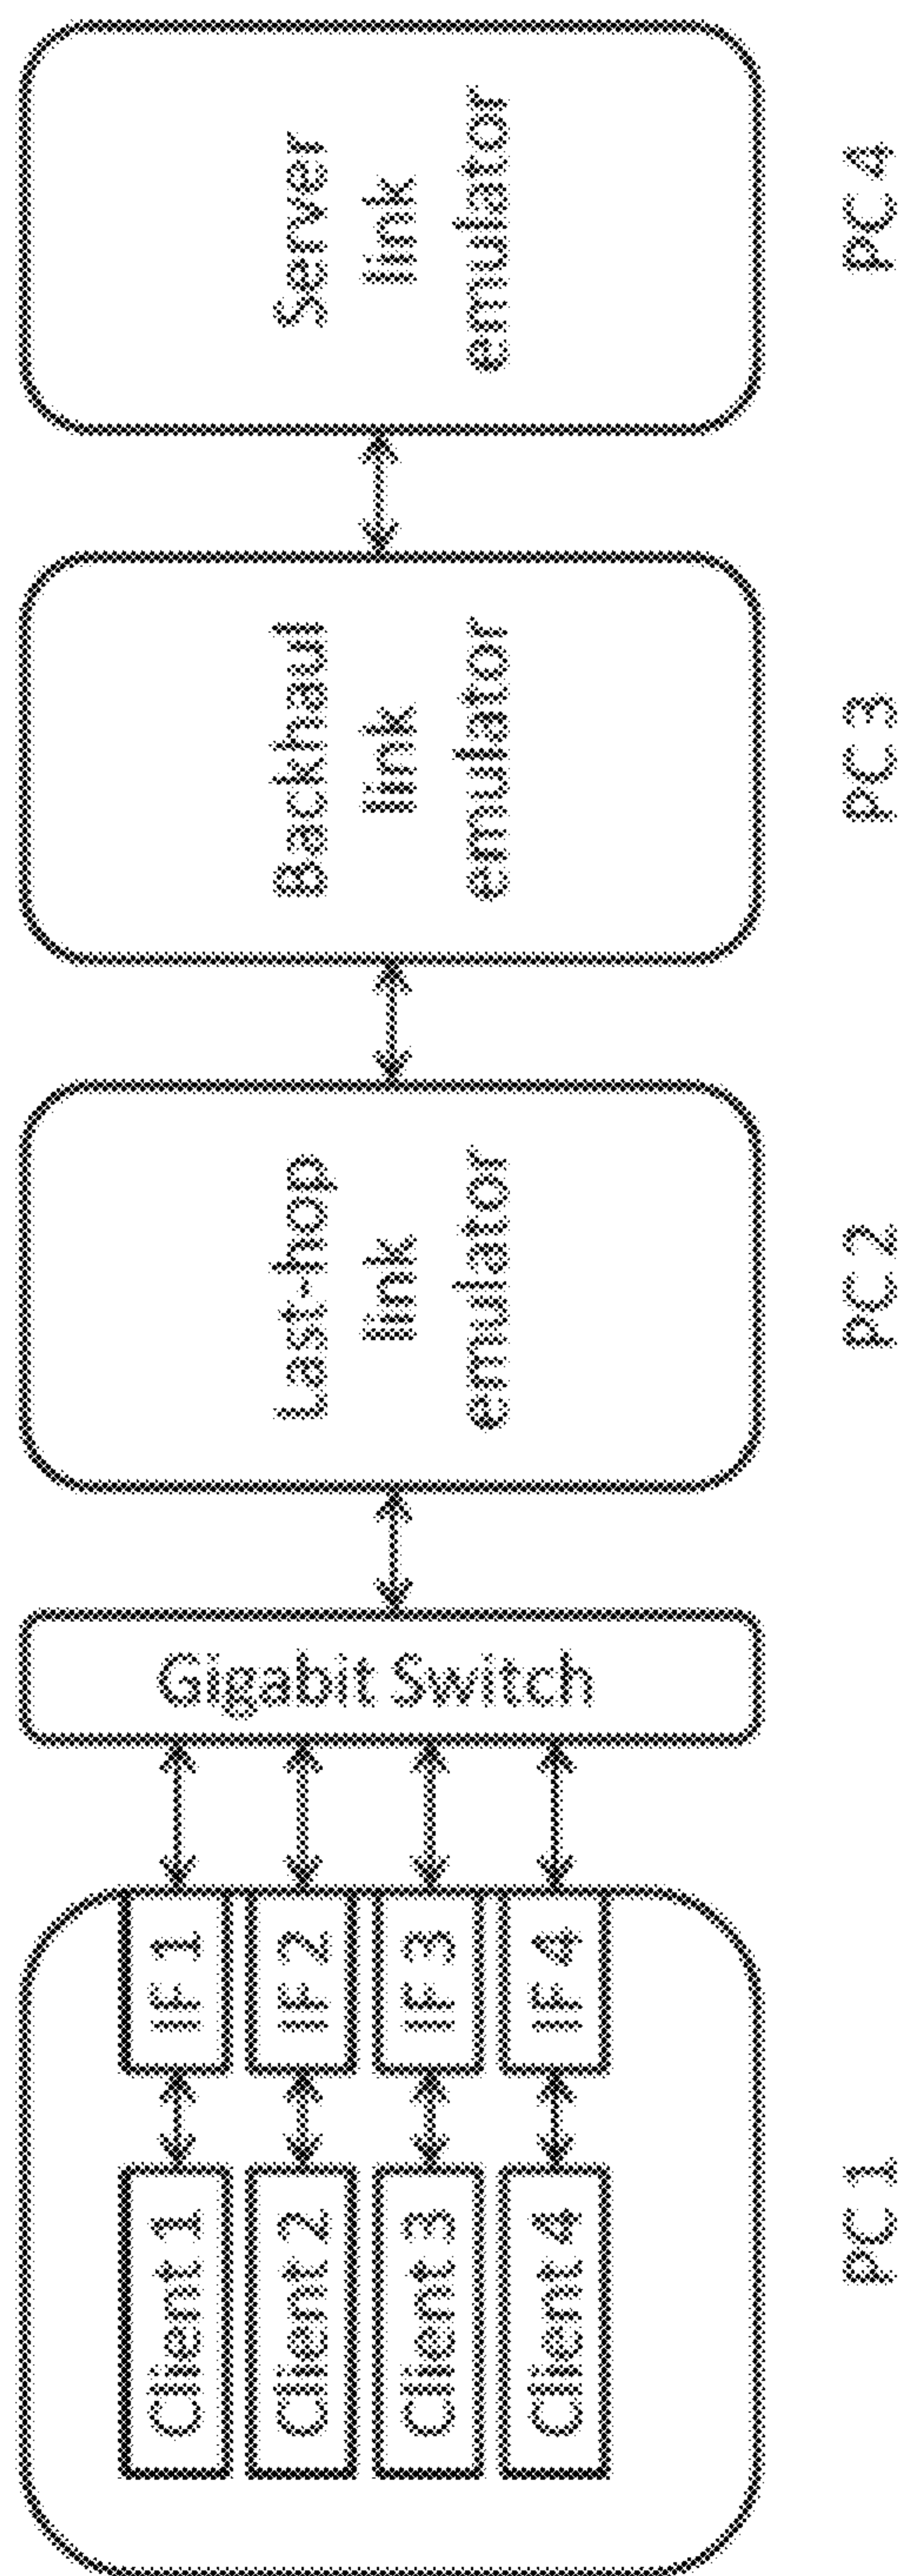 Client 1
Client 2
Client 3
Client 4
IF 1
IF 2
IF 3
IF 4
PC 1
Gigabit Switch
Last-hop
link
emulator
PC 2
Backhaul
link
emulator
PC 3
Server
link
emulator
PC 4